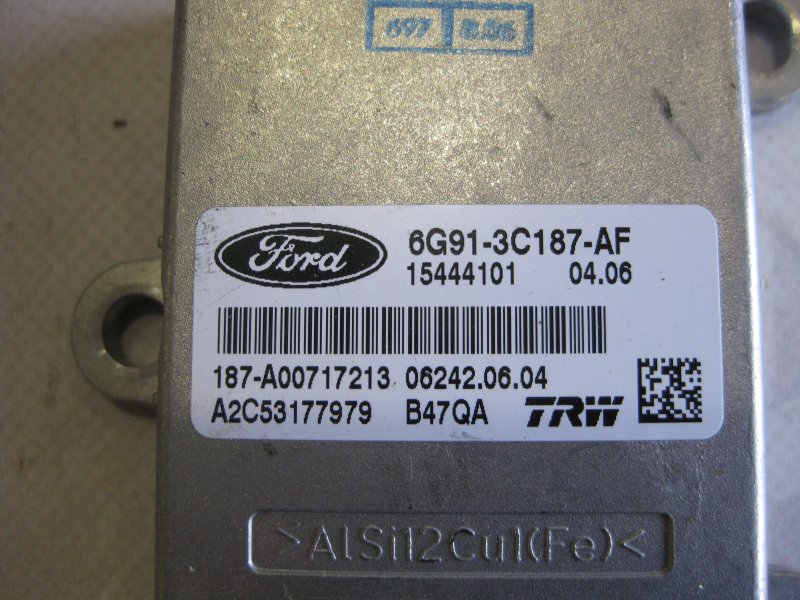 697
Ford
6G91-3C187-AF
15444101 04.06
187-A00717213 06242.06.04
A2C53177979 B47QA TRW
>AlSi12Cu1(Fe)<